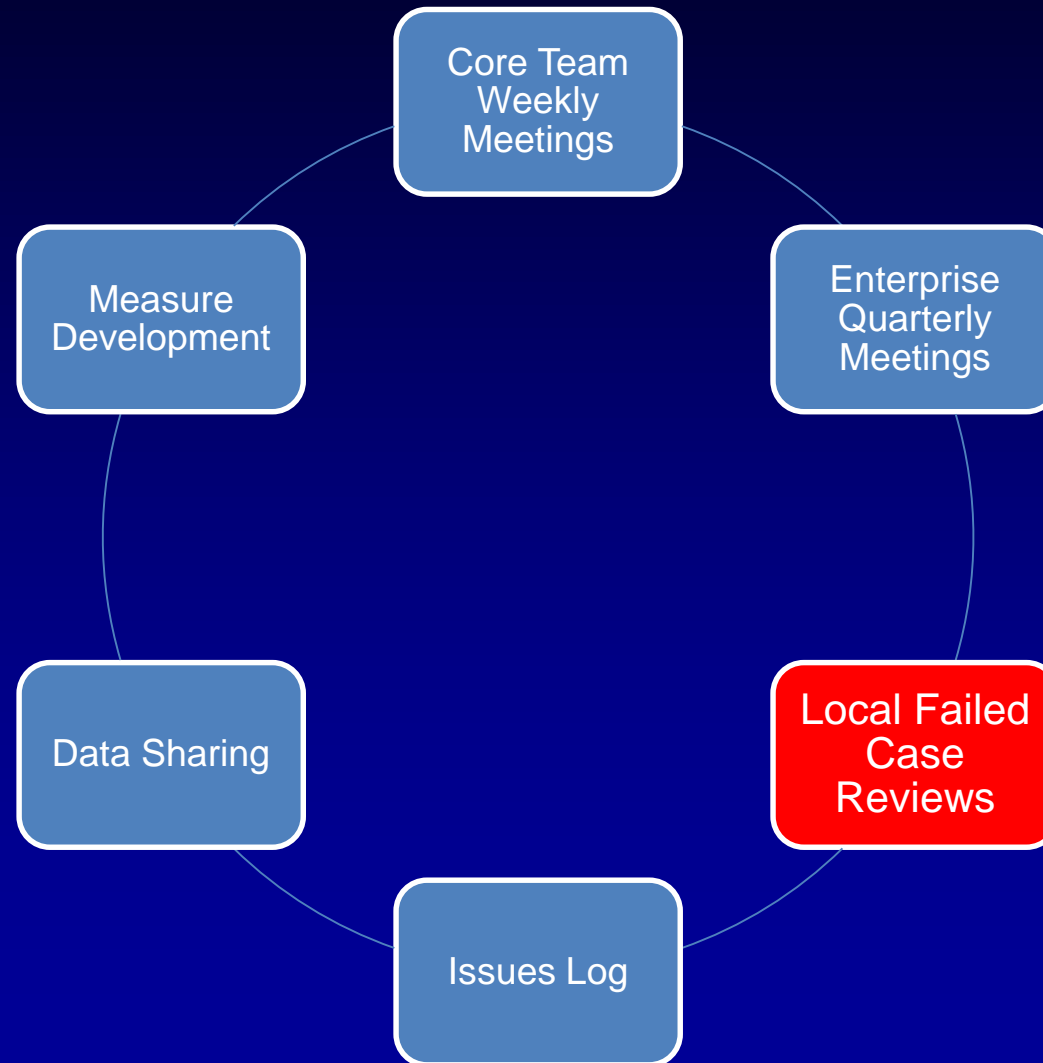 Core Team
Weekly
Meetings
Enterprise
Quarterly
Meetings
Local Failed
Case
Reviews
Issues Log
Data Sharing
Measure
Development